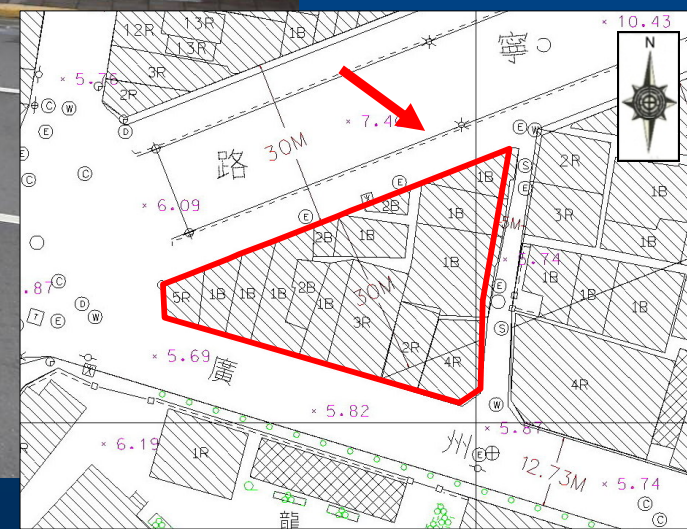 12R 13R 1B × 10.43
13R 寧
3R N
× 5.76
2R
× 7.4
路 30M
1B 2R
× 6.09 2B 1B
2B 1B 1B 3R
3M 1B
1B × 5.74
.87 30M 1B 1B 1B
5R 1B 1B 1B 2B 1B 3R
2R 4R
× 5.69 廣 4R
× 5.82
× 5.87
× 6.19 州
1R 12.73M × 5.74
龍